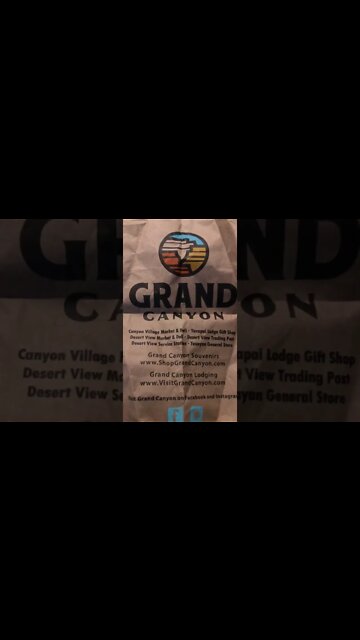 GRAND
CANYON
Canyon Village Market & Deli - Yavapai Lodge Gift Shop
Desert View Market & Deli - Desert View Trading Post
Desert View Service Station - Tusayan General Store
Grand Canyon Souvenirs
www.ShopGrandCanyon.com
Grand Canyon Lodging
www.VisitGrandCanyon.com
Grand Canyon on Facebook and Instagram